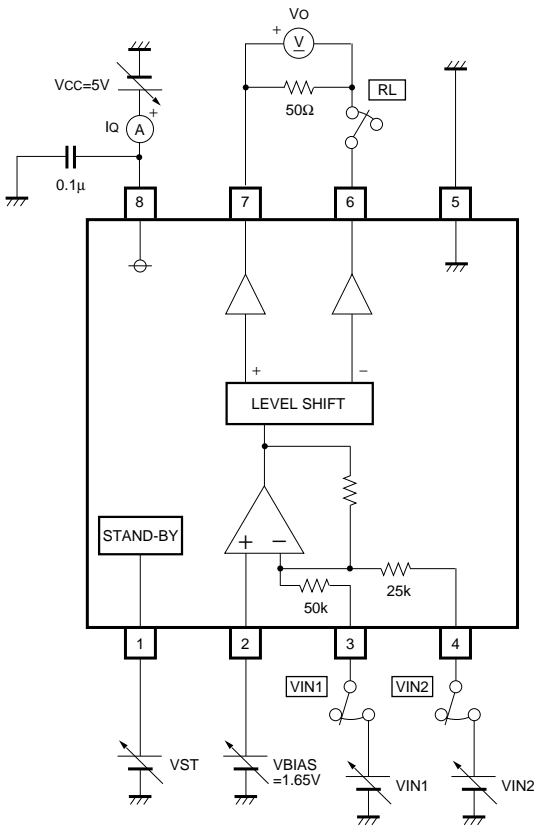 VO
+
V
VCC=5V
+
IQ
A
50Ω
RL
0.1μ
8
7
6
5
+
−
LEVEL SHIFT
STAND-BY
+
−
50k
25k
1
2
3
4
VIN1
VIN2
VST
VBIAS
=1.65V
VIN1
VIN2